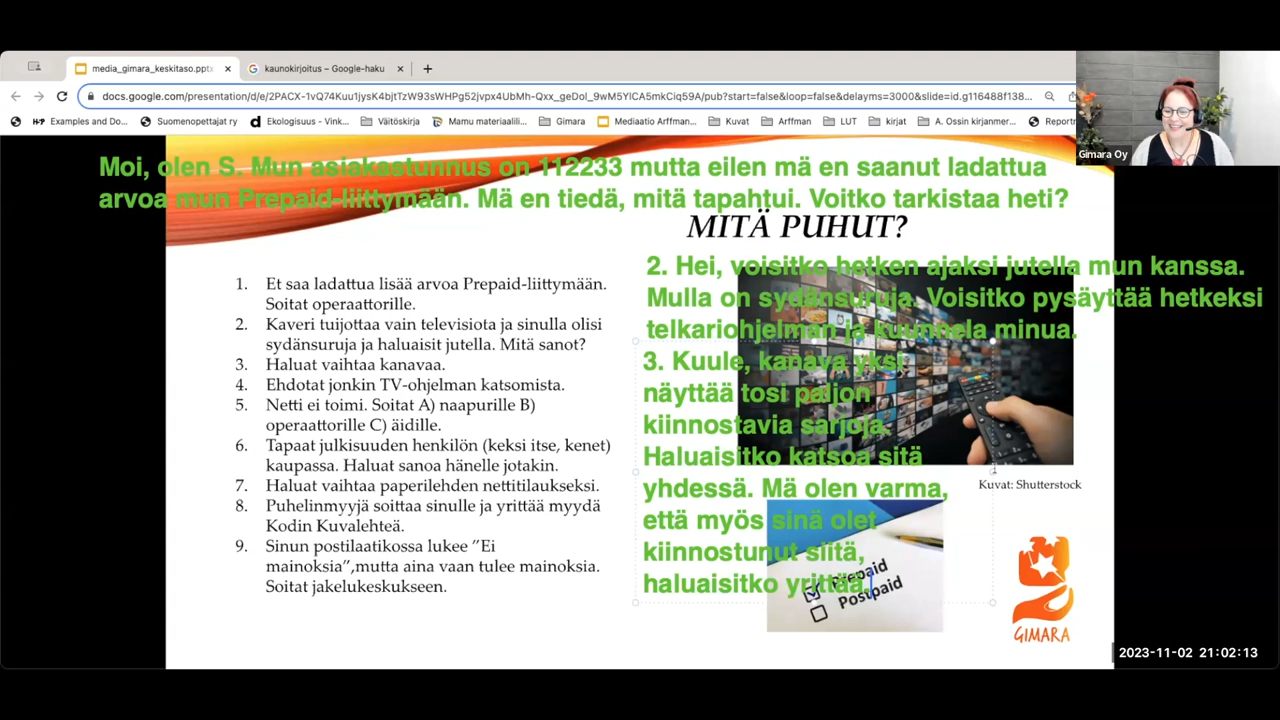 media_gimara_keskitaso.pptx
kaunokirjoitus – Google-haku
docs.google.com/presentation/d/e/2PACX-1vQ74Kuu1jysK4bjtTzW93sWHPg52jvpx4UbMh-Qxx_geDol_9wM5YlCA5mkCiq59A/pub?start=false&loop=false&delayms=3000&slide=id.g116488f138...
Examples and Do...
Suomenopettajat ry
Ekologisuus - Vink...
Väitöskirja
Mamu materiaalil...
Gimara
Mediaatio Arffman...
Kuvat
Arffman
LUT
kirjat
A. Ossin kirjanmer...
Reportr
Gimara Oy
Moi, olen S. Mun asiakastunnus on 112233 mutta eilen mä en saanut ladattua
arvoa mun Prepaid-liittymään. Mä en tiedä, mitä tapahtui. Voitko tarkistaa heti?
MITÄ PUHUT?
1. Et saa ladattua lisää arvoa Prepaid-liittymään.
Soitat operaattorille.
2. Kaveri tuijottaa vain televisiota ja sinulla olisi
sydänsuruja ja haluaisit jutella. Mitä sanot?
3. Haluat vaihtaa kanavaa.
4. Ehdotat jonkin TV-ohjelman katsomista.
5. Netti ei toimi. Soitat A) naapurille B)
operaattorille C) äidille.
6. Tapaat julkisuuden henkilön (keksi itse, kenet)
kaupassa. Haluat sanoa hänelle jotakin.
7. Haluat vaihtaa paperilehden nettitilaukseksi.
8. Puhelinmyyjä soittaa sinulle ja yrittää myydä
Kodin Kuvalehteä.
9. Sinun postilaatikossa lukee ”Ei
mainoksia”,mutta aina vaan tulee mainoksia.
Soitat jakelukeskukseen.
2. Hei, voisitko hetken ajaksi jutella mun kanssa.
Mulla on sydänsuruja. Voisitko pysäyttää hetkeksi
telkariohjelman ja kuunnela minua.
3. Kuule, kanava yksi
näyttää tosi paljon
kiinnostavia sarjoja.
Haluaisitko katsoa sitä
yhdessä. Mä olen varma,
että myös sinä olet
kiinnostunut siitä,
haluaisitko yrittää.
Kuvat: Shutterstock
Prepaid
Postpaid
GIMARA
2023-11-02 21:02:13